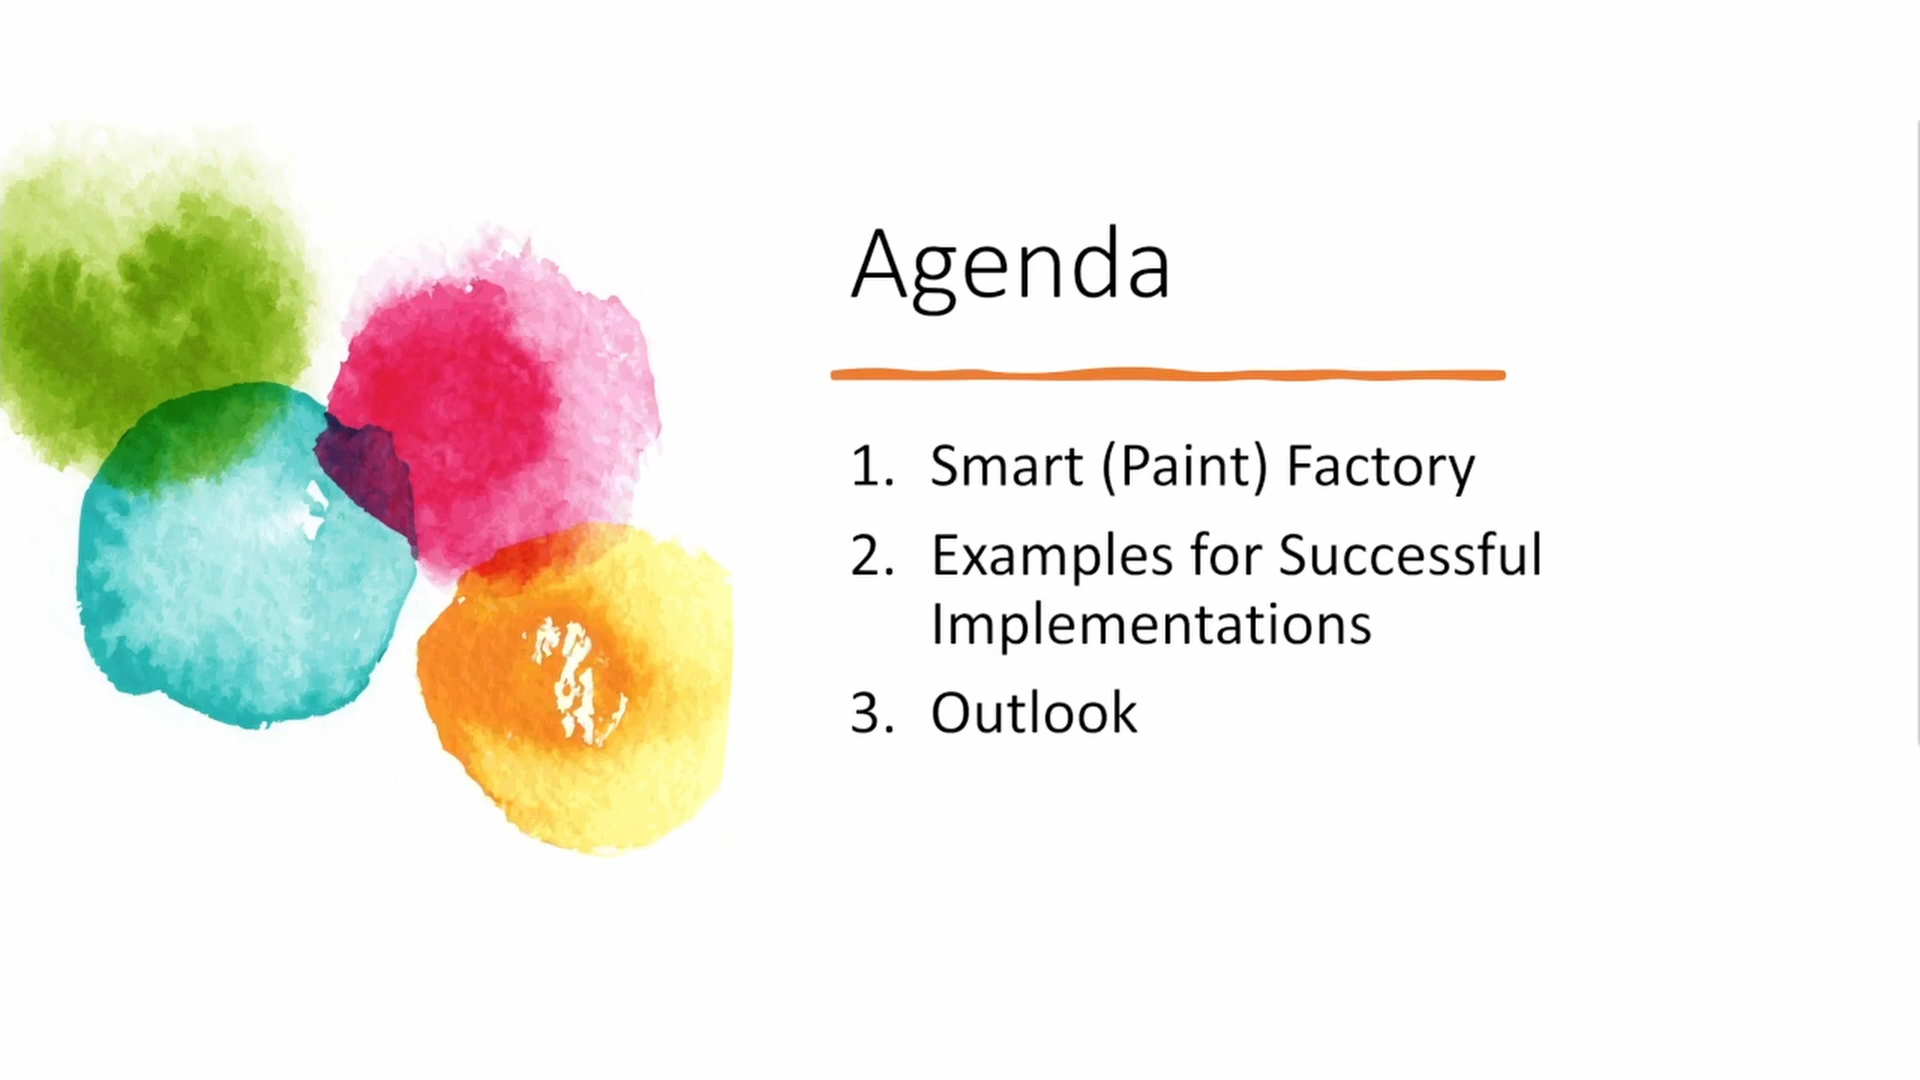 Agenda
1. Smart (Paint) Factory
2. Examples for Successful
Implementations
3. Outlook